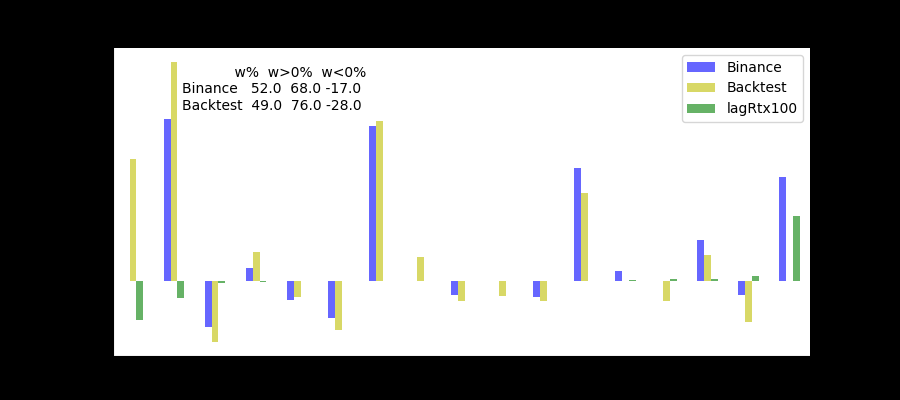 w%  w>0%  w<0%
Binance   52.0  68.0 -17.0
Backtest  49.0  76.0 -28.0
Binance
Backtest
lagRtx100